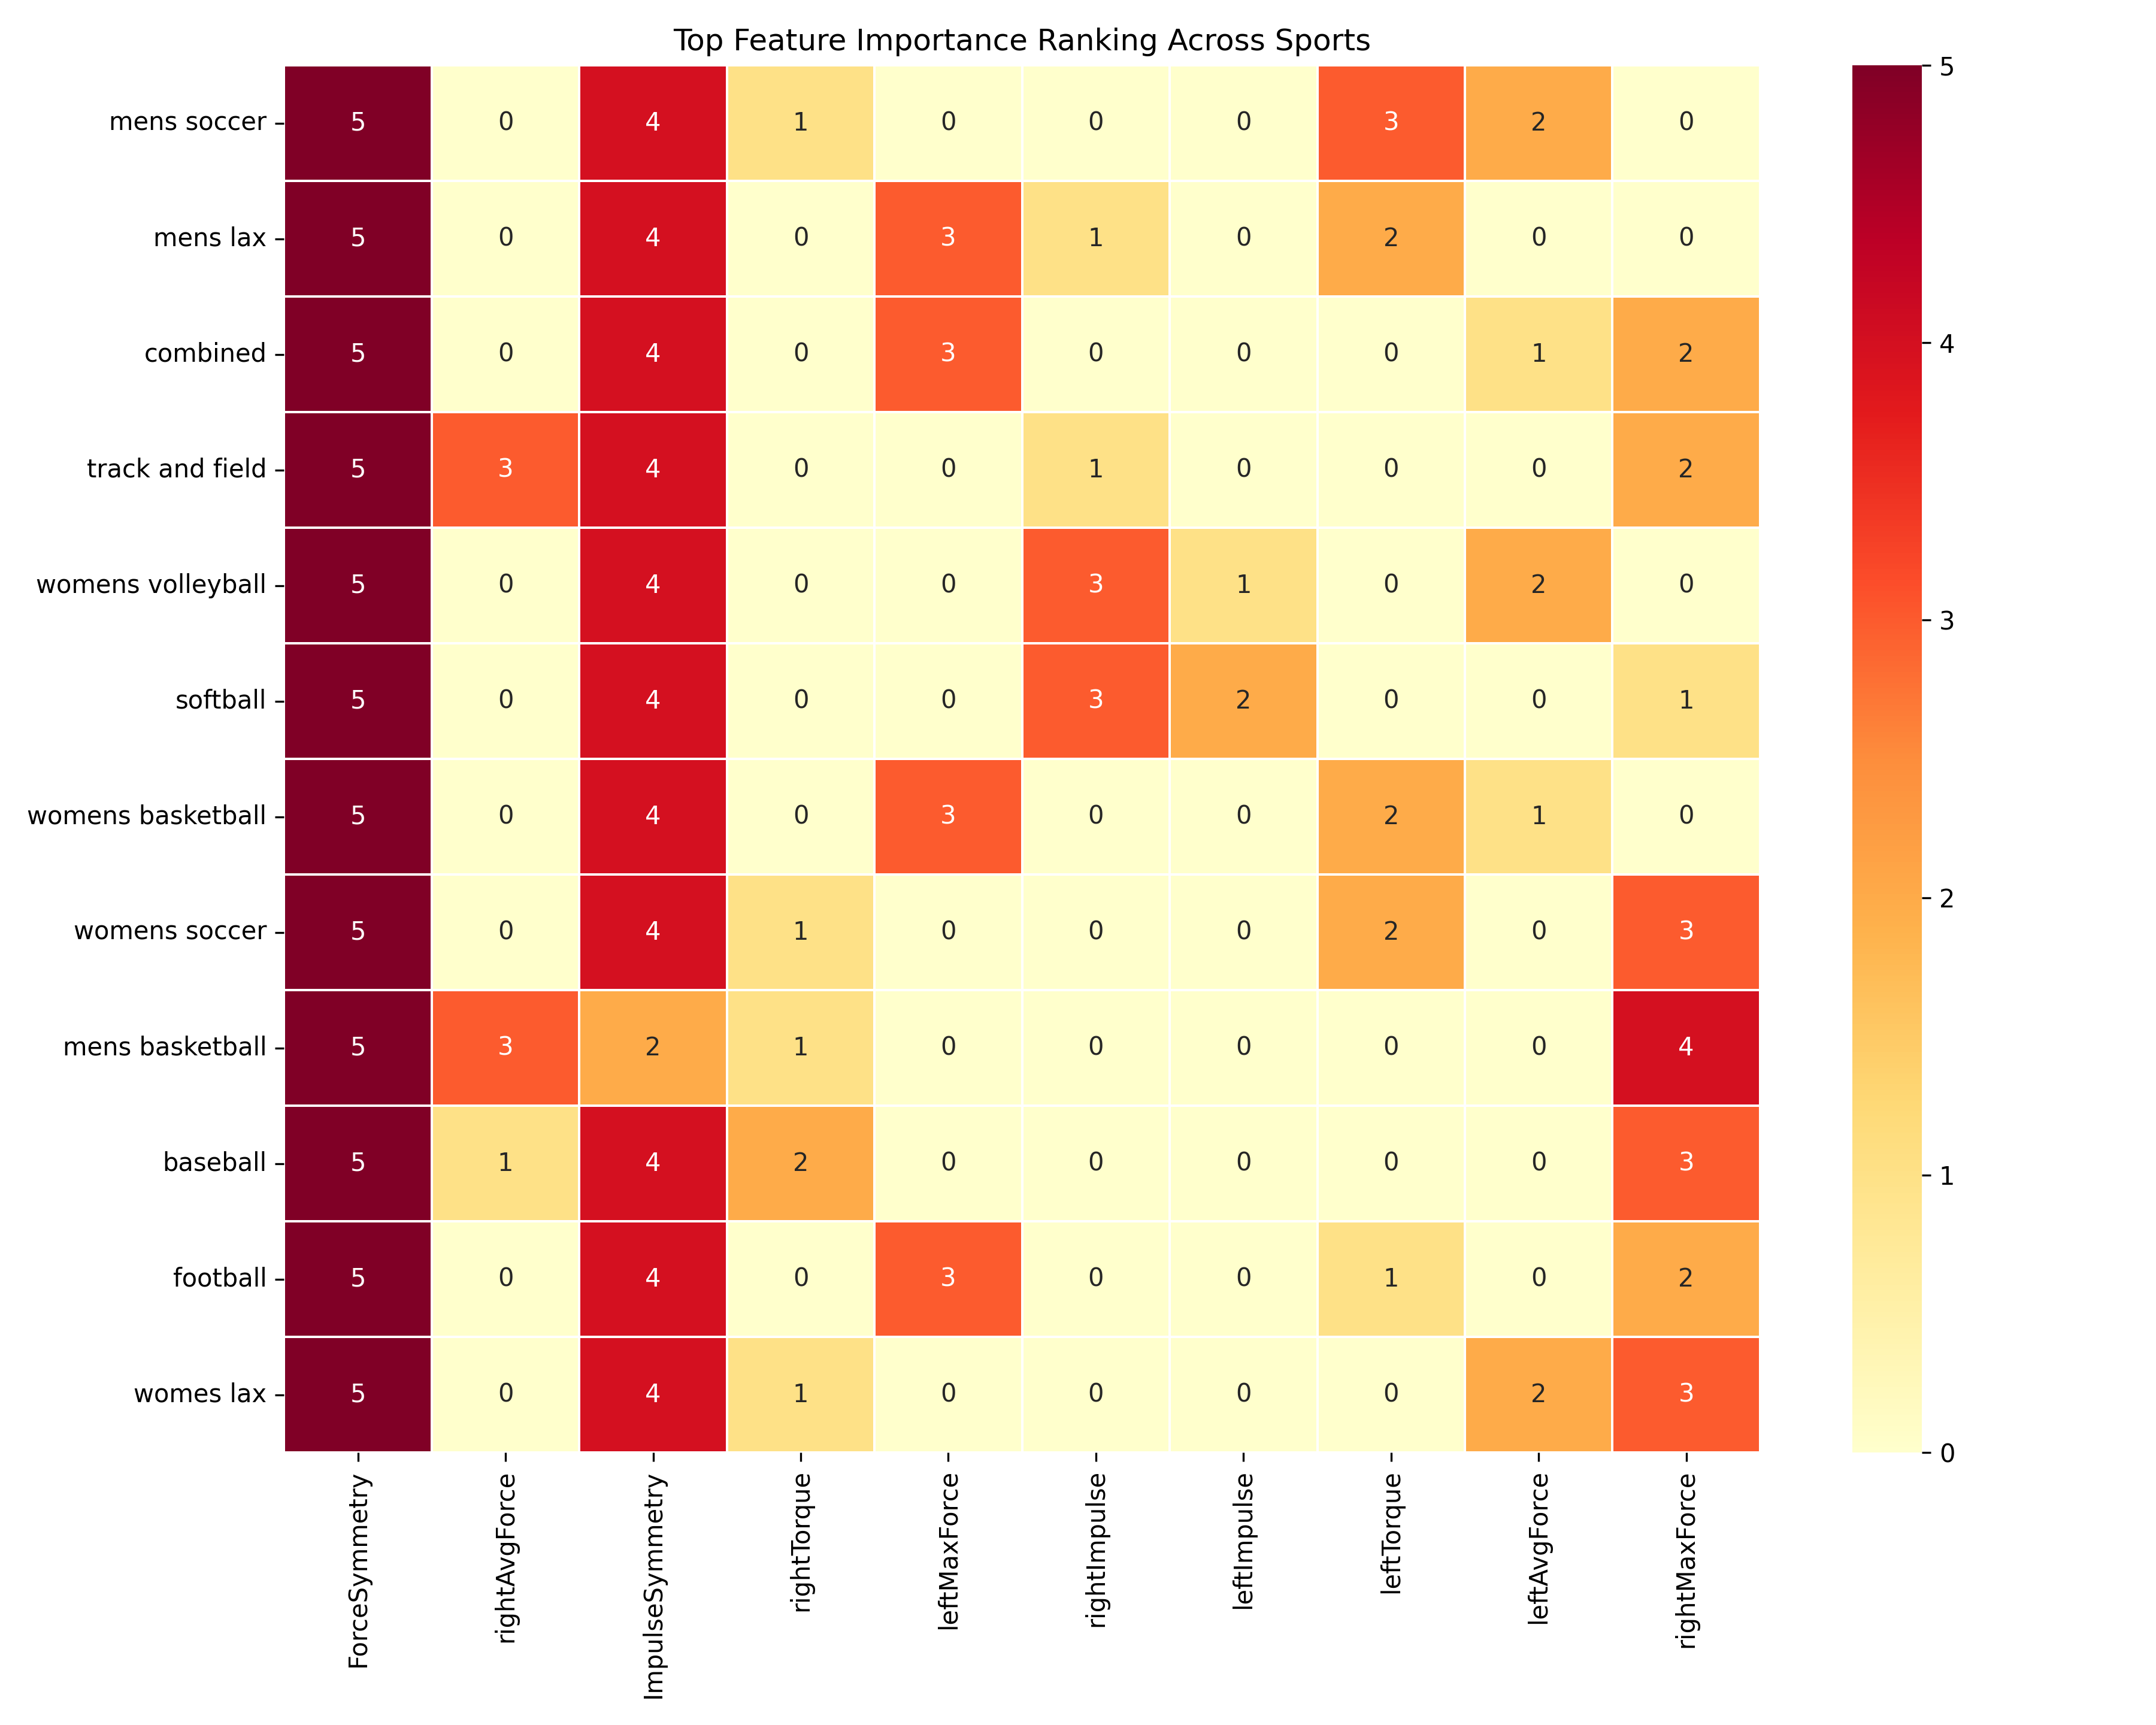 Top Feature Importance Ranking Across Sports
mens soccer 5 0 4 1 0 0 0 3 2 0
mens lax 5 0 4 0 3 1 0 2 0 0
combined 5 0 4 0 3 0 0 0 1 2
track and field 5 3 4 0 0 1 0 0 0 2
womens volleyball 5 0 4 0 0 3 1 0 2 0
softball 5 0 4 0 0 3 2 0 0 1
womens basketball 5 0 4 0 3 0 0 2 1 0
womens soccer 5 0 4 1 0 0 0 2 0 3
mens basketball 5 3 2 1 0 0 0 0 0 4
baseball 5 1 4 2 0 0 0 0 0 3
football 5 0 4 0 3 0 0 1 0 2
womes lax 5 0 4 1 0 0 0 0 2 3
ForceSymmetry
rightAvgForce
ImpulseSymmetry
rightTorque
leftMaxForce
rightImpulse
leftImpulse
leftTorque
leftAvgForce
rightMaxForce
5
4
3
2
1
0